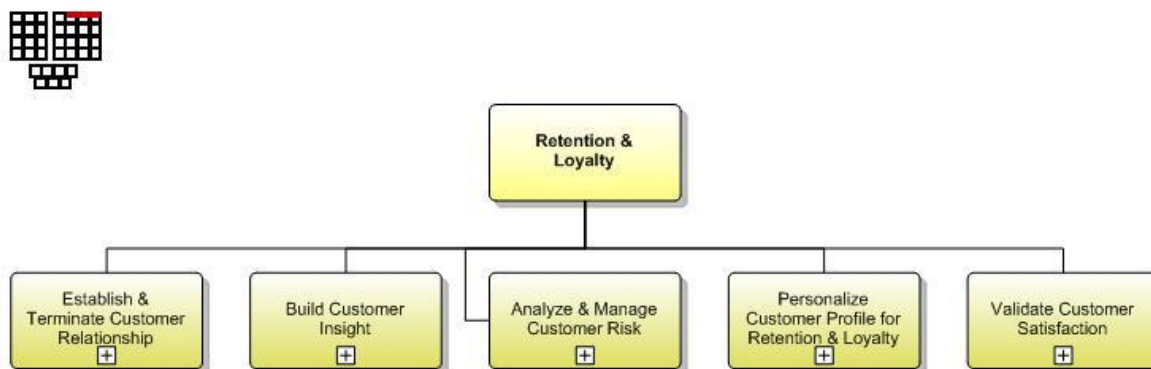 Retention &
Loyalty
Establish &
Terminate Customer
Relationship
Build Customer
Insight
Analyze & Manage
Customer Risk
Personalize
Customer Profile for
Retention & Loyalty
Validate Customer
Satisfaction